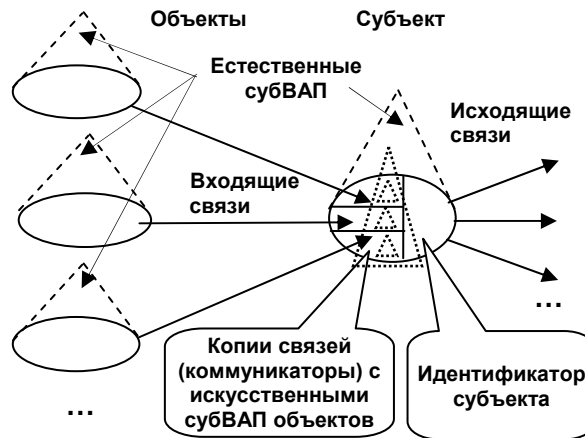 Объекты
Субъект
Естественные
субВАП
Исходящие
связи
Входящие
связи
...
Копии связей
(коммуникаторы) с
искусственными
субВАП объектов
Идентификатор
субъекта
...